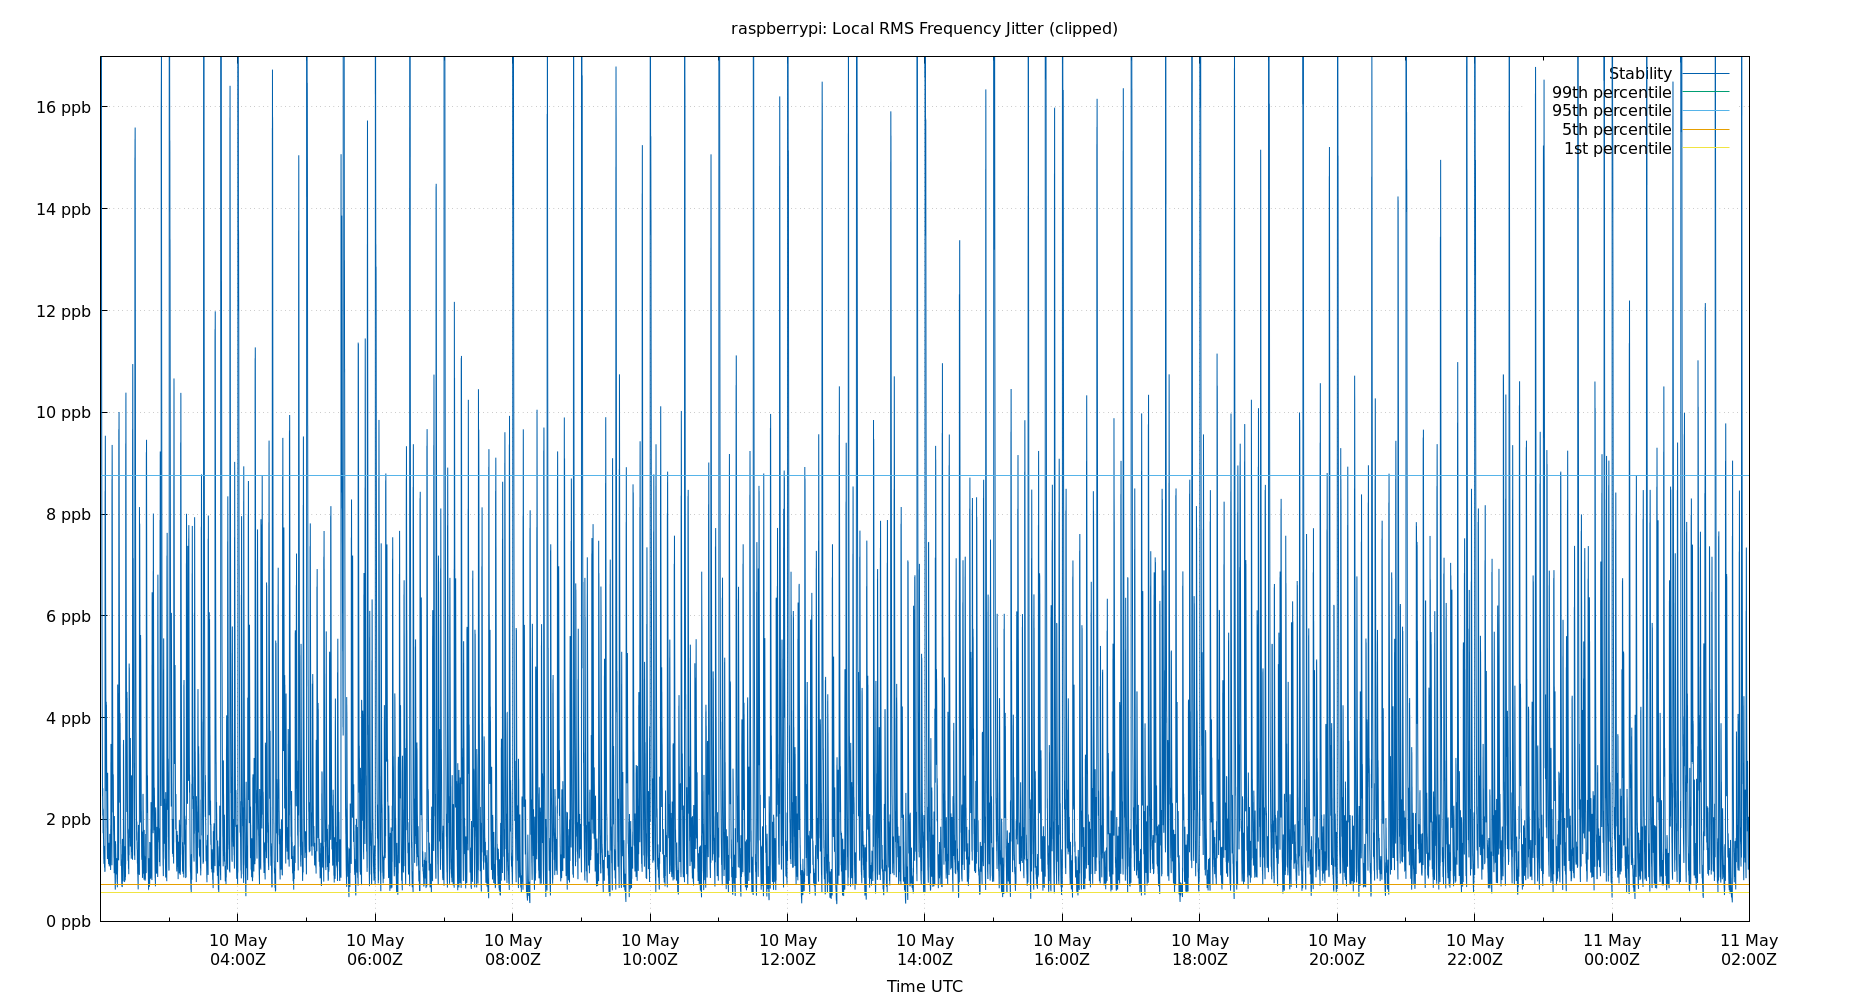 raspberrypi: Local RMS Frequency Jitter (clipped)
Stability
99th percentile
95th percentile
5th percentile
1st percentile
16 ppb
14 ppb
12 ppb
10 ppb
8 ppb
6 ppb
4 ppb
2 ppb
0 ppb
10 May 10 May 10 May 10 May 10 May 10 May 10 May 10 May 10 May 10 May 11 May 11 May
04:00Z 06:00Z 08:00Z 10:00Z 12:00Z 14:00Z 16:00Z 18:00Z 20:00Z 22:00Z 00:00Z 02:00Z
Time UTC